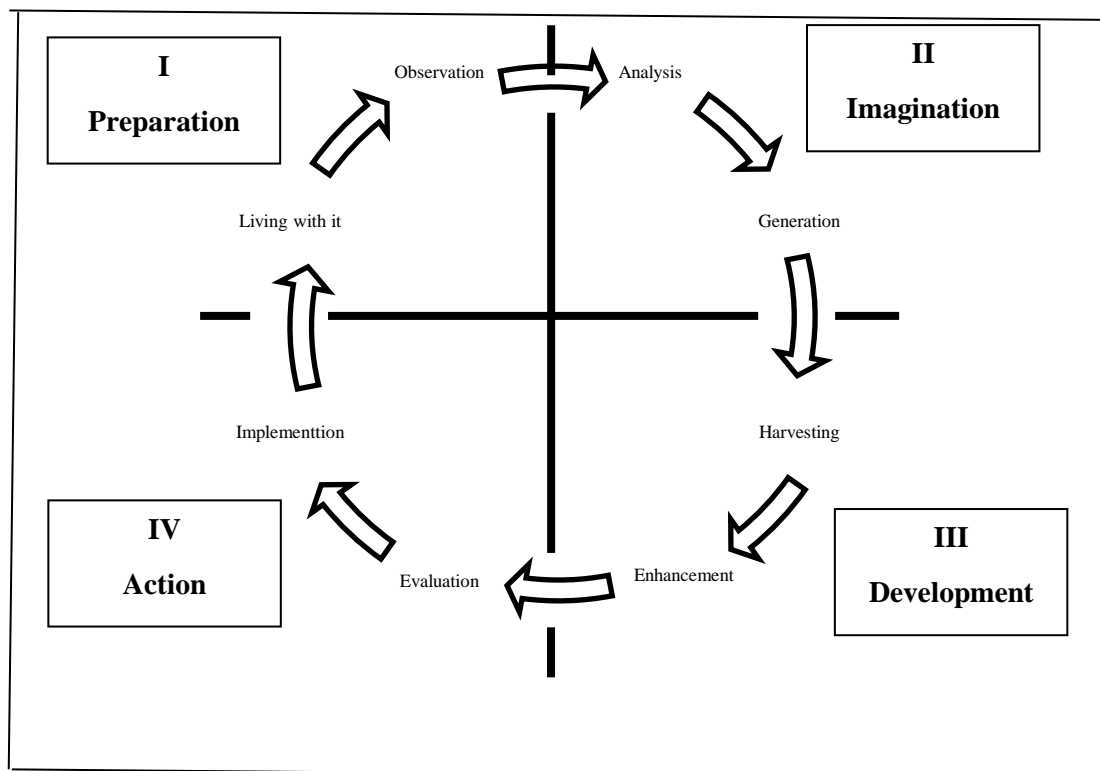 I
Preparation
Observation
Analysis
II
Imagination
Living with it
Generation
Implementtion
Harvesting
IV
Action
Evaluation
Enhancement
III
Development